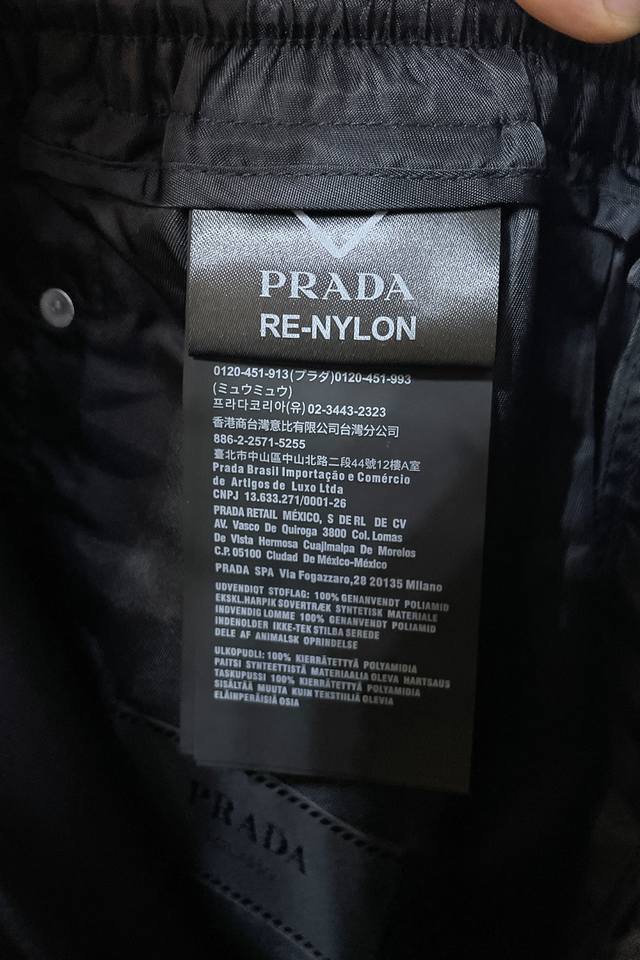 PRADA
RE-NYLON
0120-451-913(プラダ)0120-451-993
(ミュウミュウ)
프라다코리아(유) 02-3443-2323
香港商台灣意比有限公司台灣分公司
886-2-2571-5255
臺北市中山區中山北路二段44號12樓A室
Prada Brasil Importação e Comércio
de Artigos de Luxo Ltda
CNPJ 13.633.271/0001-26
PRADA RETAIL MÉXICO, S DE RL DE CV
AV. Vasco De Quiroga 3800 Col. Lomas
De Vista Hermosa Cuajimalpa De Morelos
C.P. 05100 Ciudad De México-México
PRADA SPA Via Fogazzaro,28 20135 Milano
UDVENDIGT STOFLAG: 100% GENANVENDT POLIAMID
EKSKL.HARPIKSOVERTRÆK SYNTETISK MATERIALE
INDVENDIG LOMME 100% GENANVENDT POLIAMID
INDENOLDER IKKE-TEKSTILBASEREDE
DELE AF ANIMALSK OPRINDELSE
ULKOPUOLI: 100% KIERRÄTETTYÄ POLYAMIDIA
PAITSI SYNTEETTISTÄ MATERIAALIA OLEVA HARTSAUS
TASKUPUSSI 100% KIERRÄTETTYÄ POLYAMIDIA
SISÄLTÄÄ MUUTA KUIN TEKSTIILIÄ OLEVIA
ELÄINPERÄISIÄ OSIA
PRADA